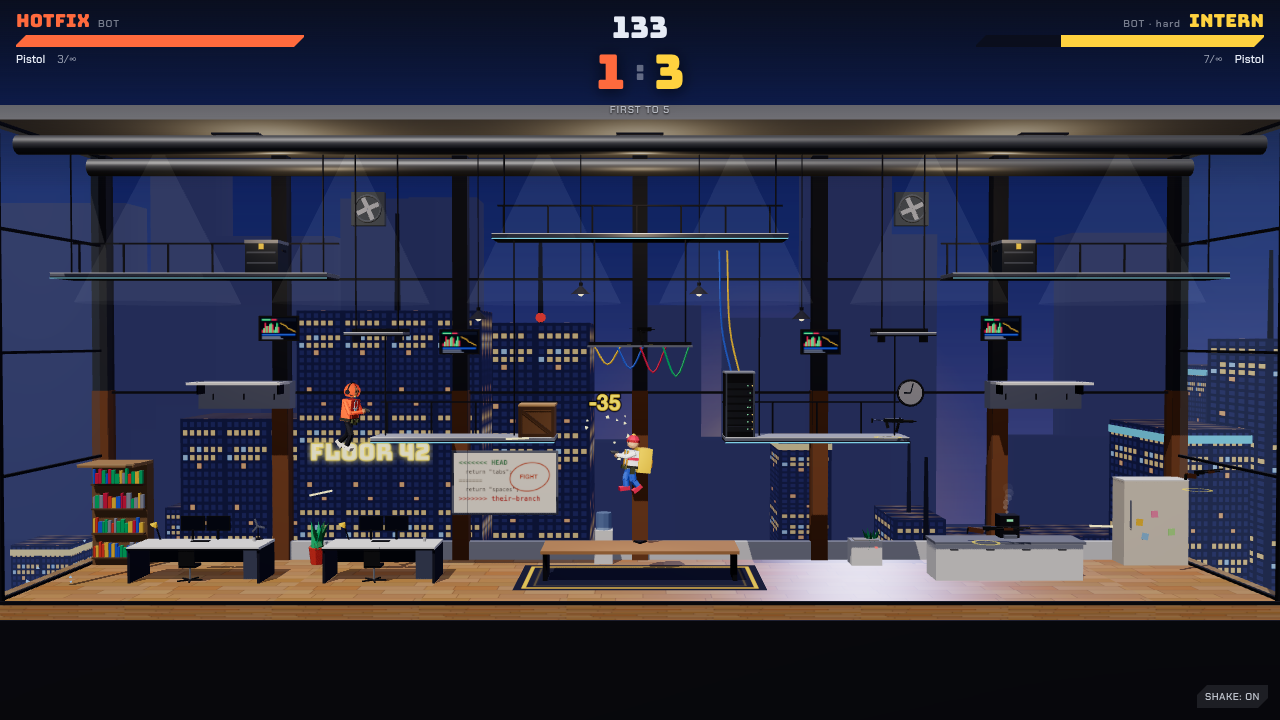 HOTFIX BOT
Pistol 3/∞
133
1 : 3
FIRST TO 5
BOT · hard INTERN
7/∞ Pistol
-35
FLOOR 42
<<<<<<< HEAD
return "tabs"
=======
return "spaces"
>>>>>>> their-branch
FIGHT
SHAKE: ON